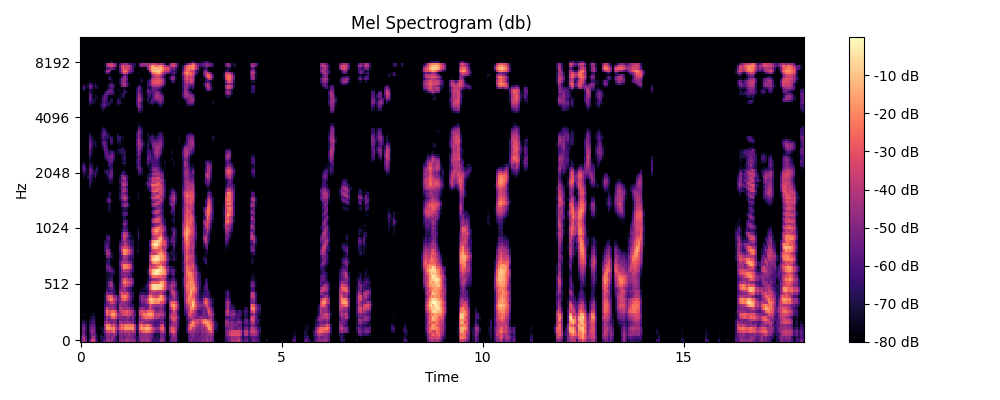 Mel Spectrogram (db)
8192
4096
2048
1024
512
0
Hz
0 5 10 15
Time
-10 dB
-20 dB
-30 dB
-40 dB
-50 dB
-60 dB
-70 dB
-80 dB